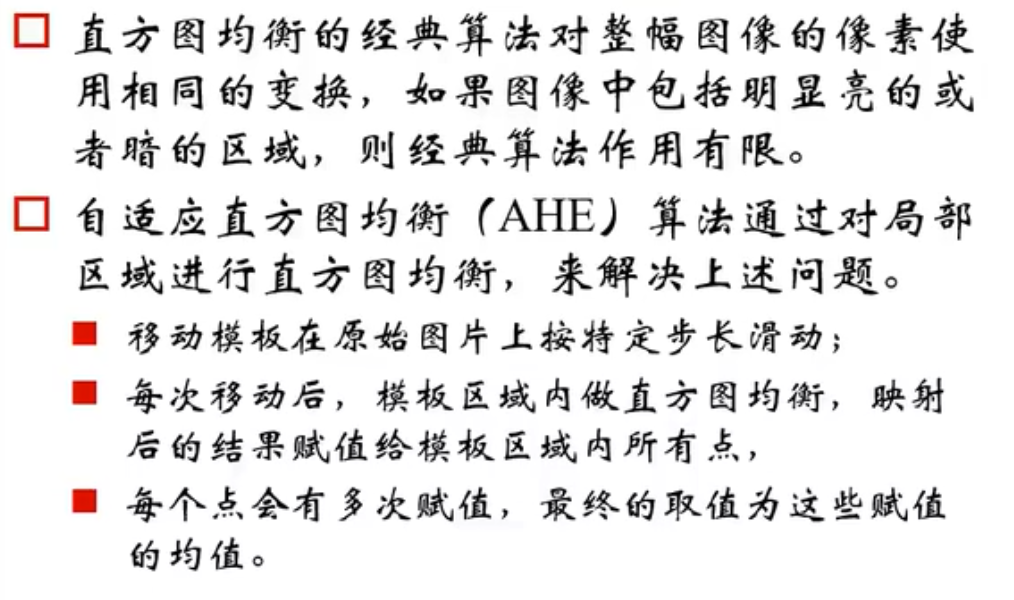 直方图均衡的经典算法对整幅图像的像素使
用相同的变换，如果图像中包括明显亮的或
者暗的区域，则经典算法作用有限。
自适应直方图均衡（AHE）算法通过对局部
区域进行直方图均衡，来解决上述问题。
移动模板在原始图片上按特定步长滑动；
每次移动后，模板区域内做直方图均衡，映射
后的结果赋值给模板区域内所有点，
每个点会有多次赋值，最终的取值为这些赋值
的均值。